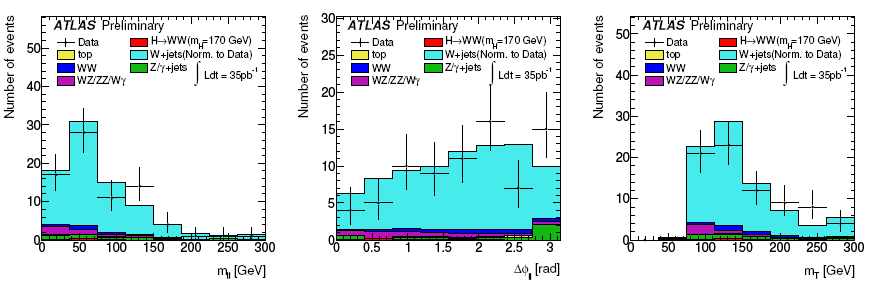 ATLAS Preliminary
Number of events
Data
top
WW
WZ/ZZ/Wγ
H→WW(mH=170 GeV)
W+jets(Norm. to Data)
Z/γ+jets
∫ Ldt = 35pb-1
50
40
30
20
10
0
0 50 100 150 200 250 300
mll [GeV]
ATLAS Preliminary
Number of events
Data
top
WW
WZ/ZZ/Wγ
H→WW(mH=170 GeV)
W+jets(Norm. to Data)
Z/γ+jets
∫ Ldt = 35pb-1
30
25
20
15
10
5
0
0 0.5 1 1.5 2 2.5 3
Δϕll [rad]
ATLAS Preliminary
Number of events
Data
top
WW
WZ/ZZ/Wγ
H→WW(mH=170 GeV)
W+jets(Norm. to Data)
Z/γ+jets
∫ Ldt = 35pb-1
50
40
30
20
10
0
0 50 100 150 200 250 300
mT [GeV]